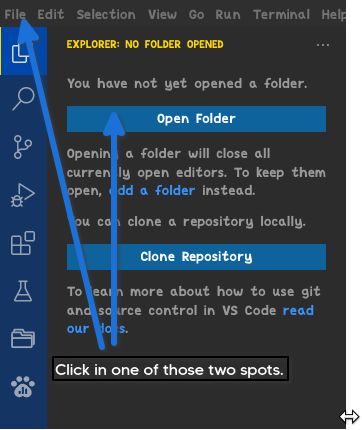 File Edit Selection View Go Run Terminal Help
EXPLORER: NO FOLDER OPENED
You have not yet opened a folder.
Open Folder
Opening a folder will close all
currently open editors. To keep them
open, add a folder instead.
You can clone a repository locally.
Clone Repository
To learn more about how to use git
and source control in VS Code read
our docs.
Click in one of those two spots.